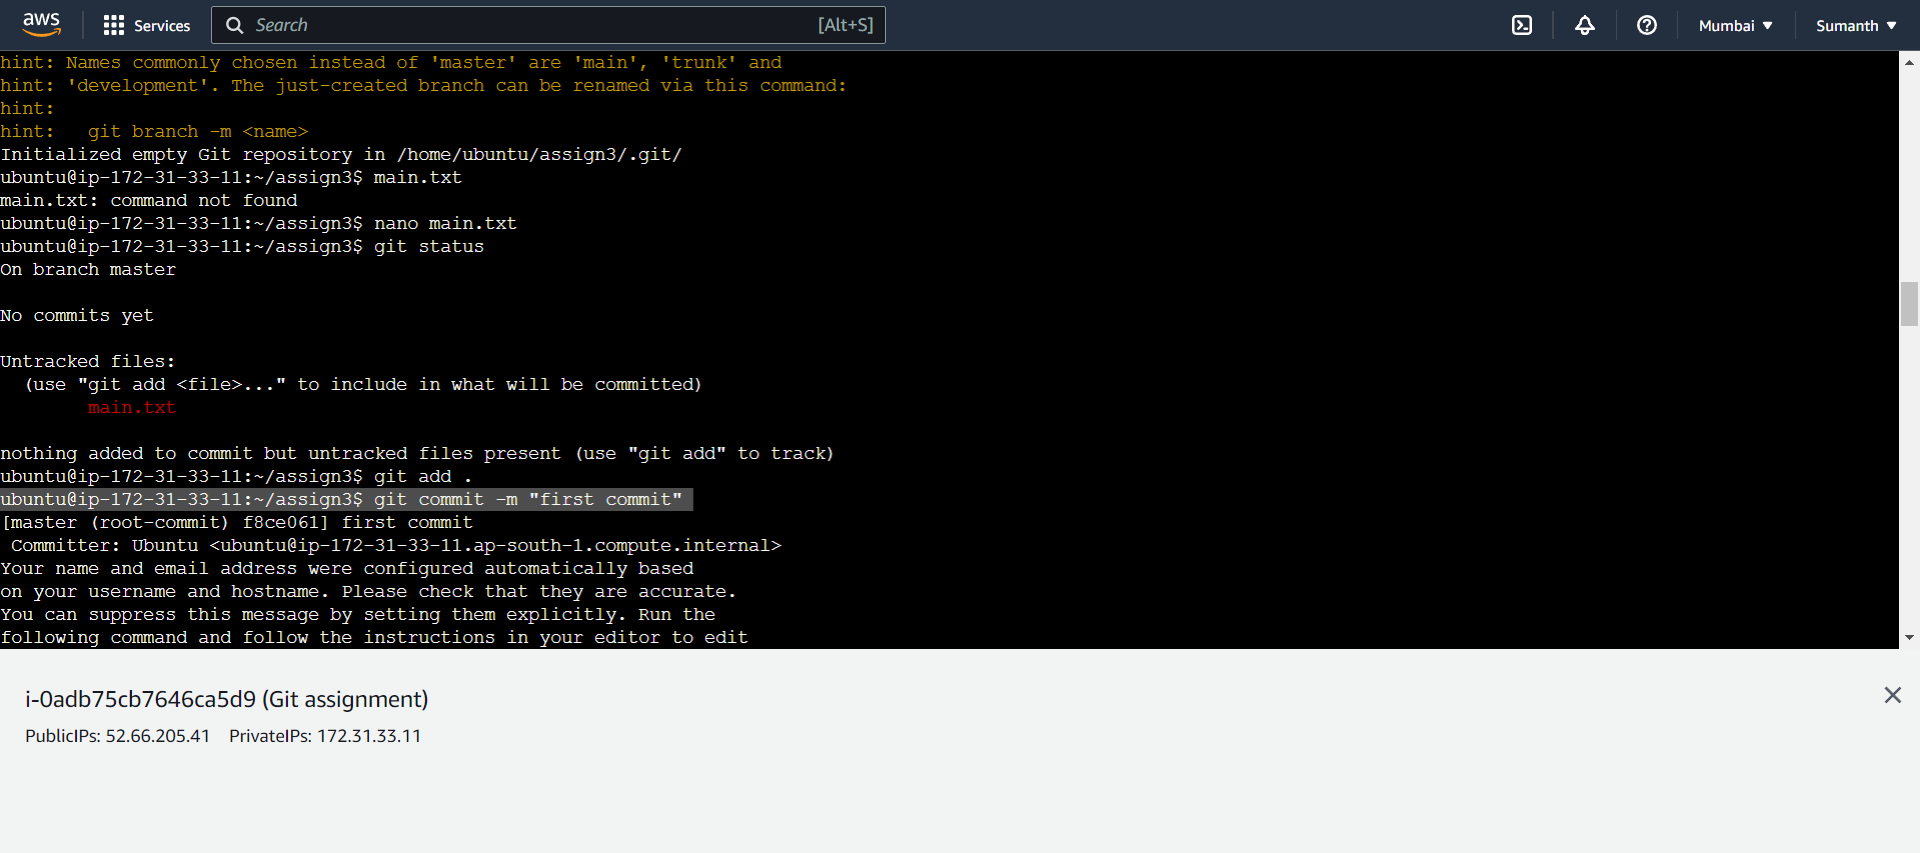 aws Services Search [Alt+S] Mumbai Sumanth
hint: Names commonly chosen instead of 'master' are 'main', 'trunk' and
hint: 'development'. The just-created branch can be renamed via this command:
hint:
hint:   git branch -m <name>
Initialized empty Git repository in /home/ubuntu/assign3/.git/
ubuntu@ip-172-31-33-11:~/assign3$ main.txt
main.txt: command not found
ubuntu@ip-172-31-33-11:~/assign3$ nano main.txt
ubuntu@ip-172-31-33-11:~/assign3$ git status
On branch master
No commits yet
Untracked files:
  (use "git add <file>..." to include in what will be committed)
        main.txt
nothing added to commit but untracked files present (use "git add" to track)
ubuntu@ip-172-31-33-11:~/assign3$ git add .
ubuntu@ip-172-31-33-11:~/assign3$ git commit -m "first commit"
[master (root-commit) f8ce061] first commit
 Committer: Ubuntu <ubuntu@ip-172-31-33-11.ap-south-1.compute.internal>
Your name and email address were configured automatically based
on your username and hostname. Please check that they are accurate.
You can suppress this message by setting them explicitly. Run the
following command and follow the instructions in your editor to edit
i-0adb75cb7646ca5d9 (Git assignment)
PublicIPs: 52.66.205.41 PrivateIPs: 172.31.33.11